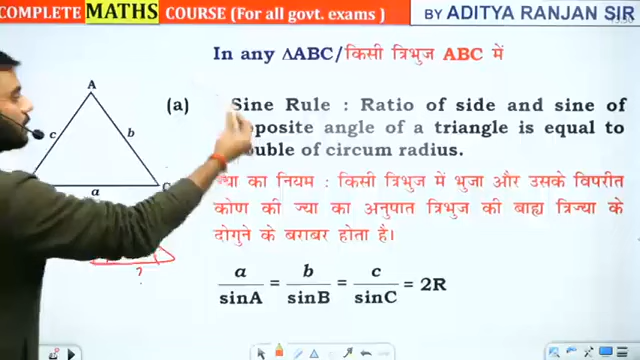 COMPLETE MATHS COURSE (For all govt. exams)
BY ADITYA RANJAN SIR
In any ΔABC/किसी त्रिभुज ABC में
A
c
b
a
(a) Sine Rule : Ratio of side and sine of
opposite angle of a triangle is equal to
double of circum radius.
ज्या का नियम : किसी त्रिभुज में भुजा और उसके विपरीत
कोण की ज्या का अनुपात त्रिभुज की बाह्य त्रिज्या के
दोगुने के बराबर होता है।
a/sinA = b/sinB = c/sinC = 2R
?